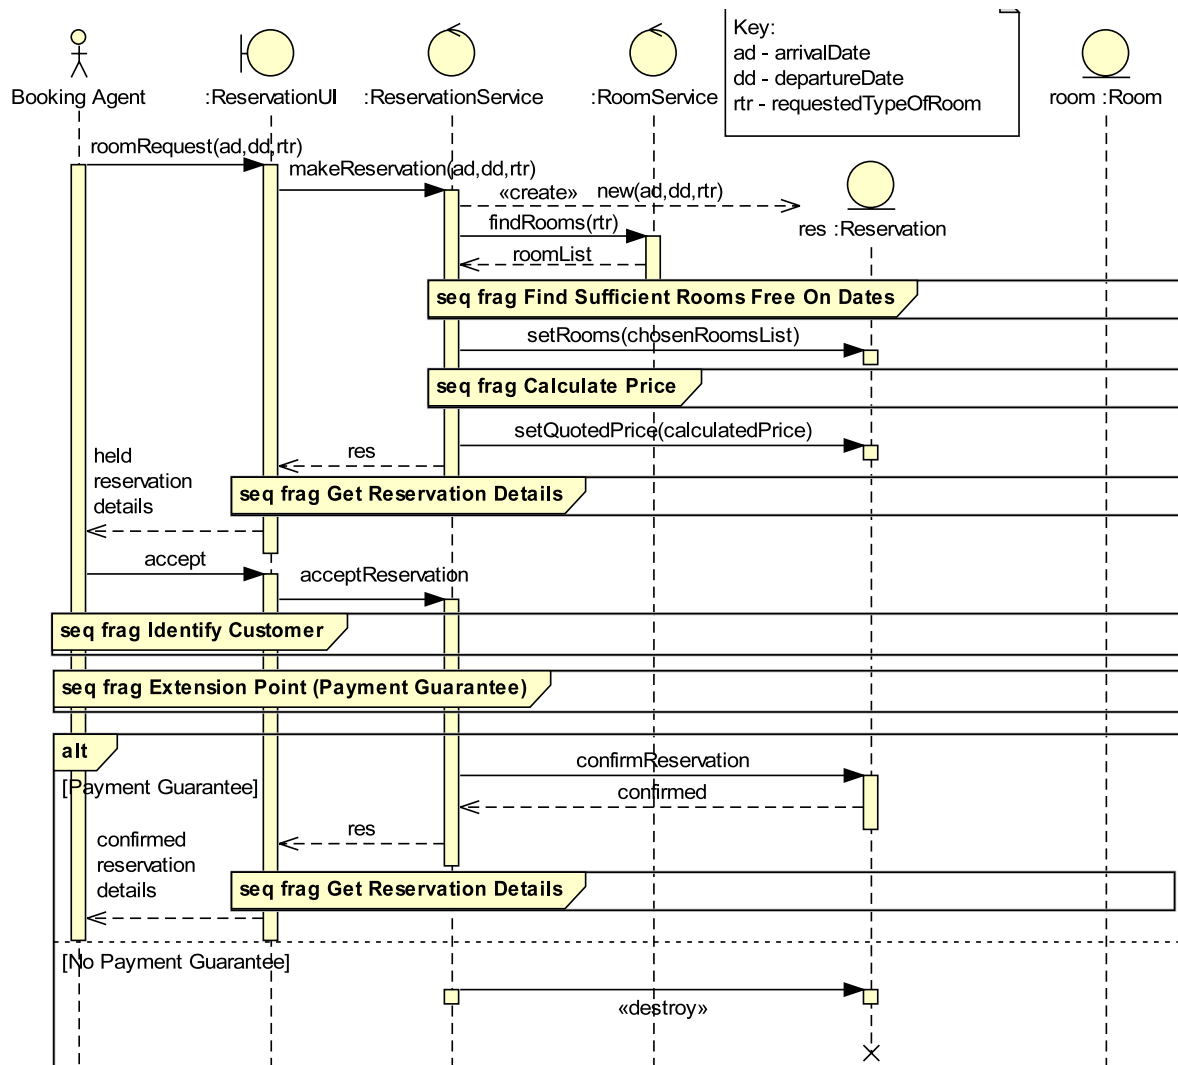 Key:
ad - arrivalDate
dd - departureDate
rtr - requestedTypeOfRoom
Booking Agent
:ReservationUI
:ReservationService
:RoomService
room :Room
roomRequest(ad,dd,rtr)
makeReservation(ad,dd,rtr)
«create»
new(ad,dd,rtr)
findRooms(rtr)
res :Reservation
roomList
seq frag Find Sufficient Rooms Free On Dates
setRooms(chosenRoomsList)
seq frag Calculate Price
setQuotedPrice(calculatedPrice)
res
held
reservation
details
seq frag Get Reservation Details
accept
acceptReservation
seq frag Identify Customer
seq frag Extension Point (Payment Guarantee)
alt
[Payment Guarantee]
confirmReservation
confirmed
res
confirmed
reservation
details
seq frag Get Reservation Details
[No Payment Guarantee]
«destroy»